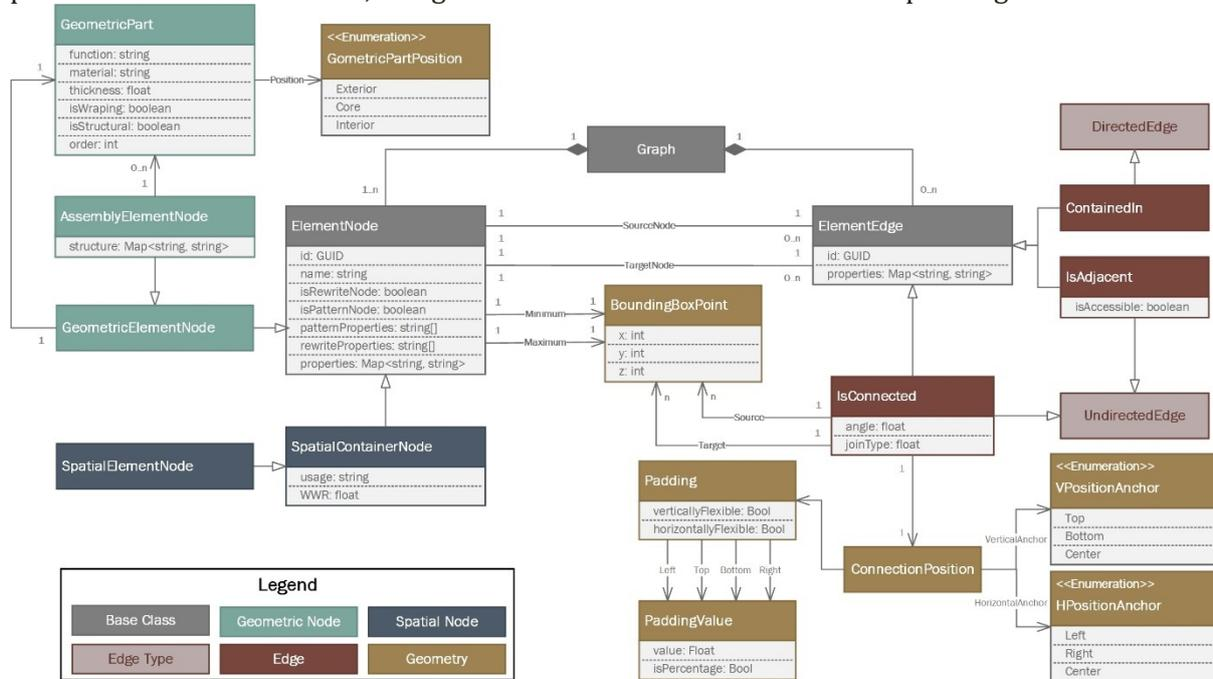 GeometricPart
function: string
material: string
thickness: float
isWraping: boolean
isStructural: boolean
order: int
1
Position
<<Enumeration>>
GometricPartPosition
Exterior
Core
Interior
0..n
1
AssemblyElementNode
structure: Map<string, string>
GeometricElementNode
1
1
Graph
1
1..n
0..n
ElementNode
id: GUID
name: string
isRewriteNode: boolean
isPatternNode: boolean
patternProperties: string[]
rewriteProperties: string[]
properties: Map<string, string>
1
SourceNode
1
1
0..n
1
TargetNode
1
1
0..n
ElementEdge
id: GUID
properties: Map<string, string>
DirectedEdge
ContainedIn
IsAdjacent
isAccessible: boolean
UndirectedEdge
1
Minimum
1
1
Maximum
1
BoundingBoxPoint
x: int
y: int
z: int
n
n
Source
1
Target
1
IsConnected
angle: float
joinType: float
1
1
SpatialElementNode
SpatialContainerNode
usage: string
WWR: float
Padding
verticallyFlexible: Bool
horizontallyFlexible: Bool
Left
Top
Bottom
Right
PaddingValue
value: Float
isPercentage: Bool
ConnectionPosition
VerticalAnchor
HorizontalAnchor
<<Enumeration>>
VPositionAnchor
Top
Bottom
Center
<<Enumeration>>
HPositionAnchor
Left
Right
Center
Legend
Base Class
Geometric Node
Spatial Node
Edge Type
Edge
Geometry